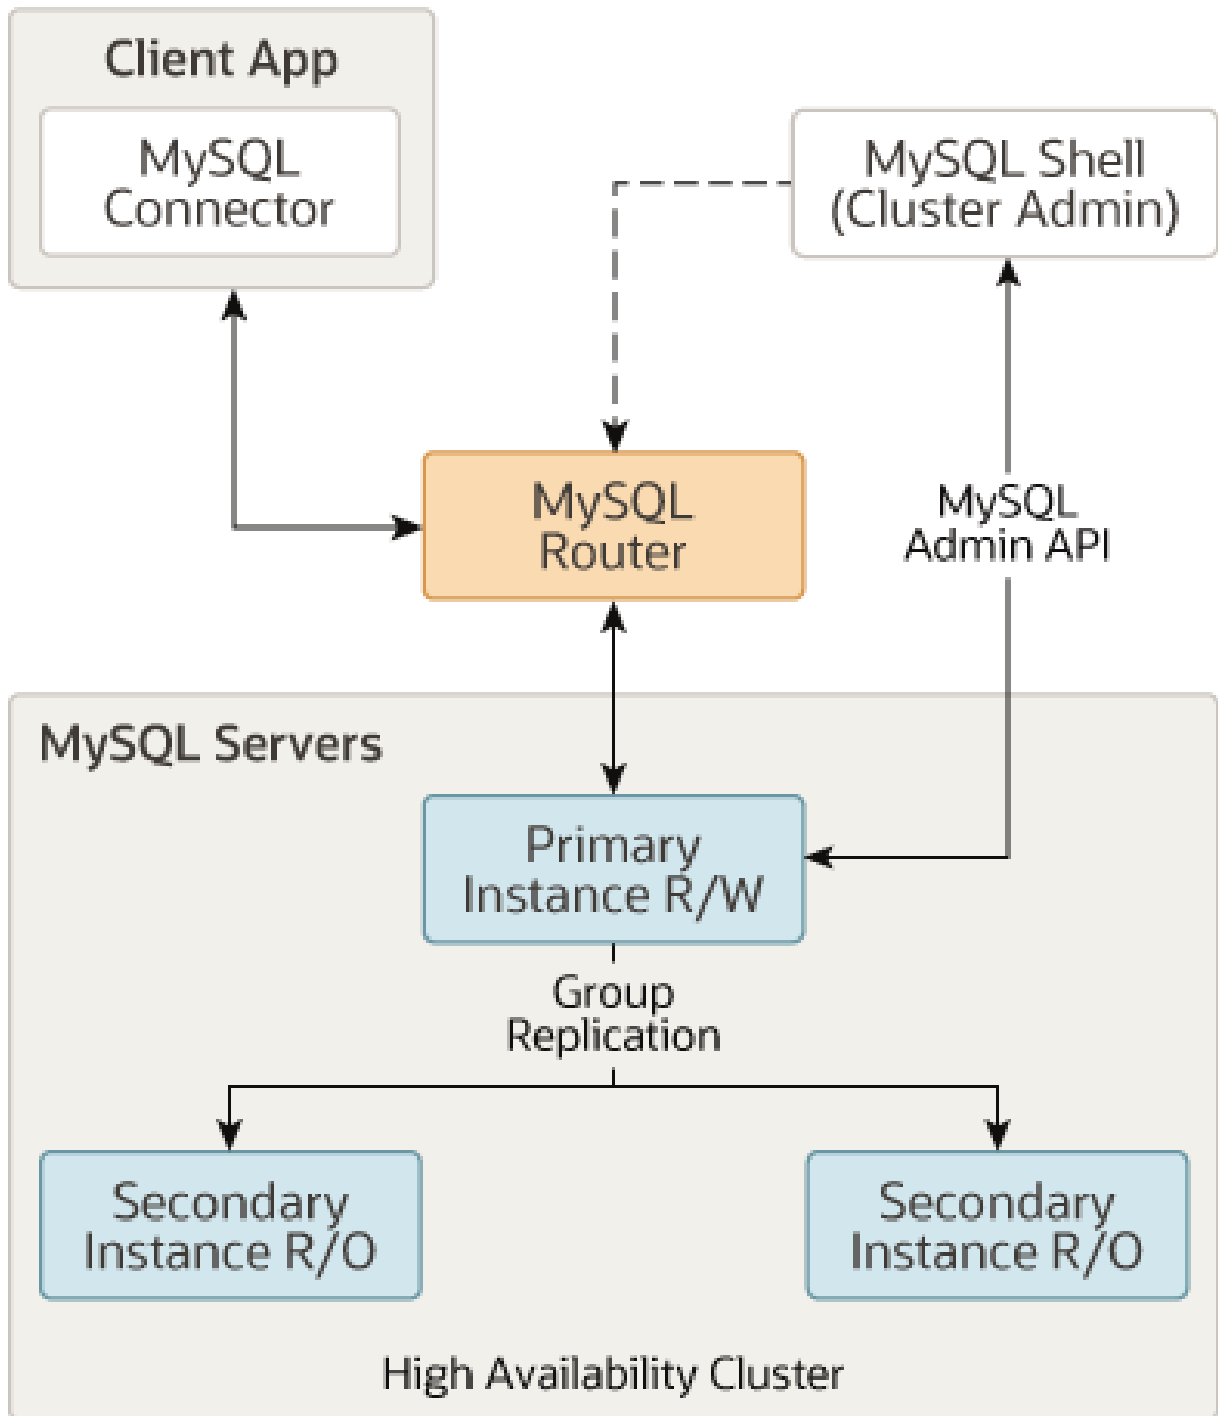 Client App
MySQL
Connector
MySQL Shell
(Cluster Admin)
MySQL
Router
MySQL
Admin API
MySQL Servers
Primary
Instance R/W
Group
Replication
Secondary
Instance R/O
Secondary
Instance R/O
High Availability Cluster